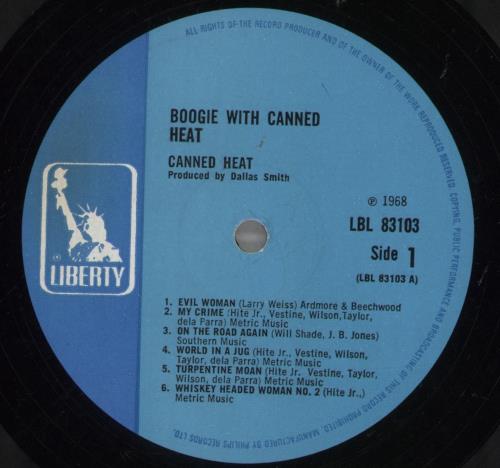 ALL RIGHTS OF THE RECORD PRODUCER AND OF THE OWNER OF THE WORK REPRODUCED RESERVED. COPYING, PUBLIC PERFORMANCE AND BROADCASTING OF THIS RECORD PROHIBITED. MANUFACTURED BY PHILIPS RECORDS LTD.
BOOGIE WITH CANNED
HEAT
CANNED HEAT
Produced by Dallas Smith
℗ 1968
LBL 83103
Side 1
(LBL 83103 A)
LIBERTY
1. EVIL WOMAN (Larry Weiss) Ardmore & Beechwood
2. MY CRIME (Hite Jr., Vestine, Wilson,Taylor,
dela Parra) Metric Music
3. ON THE ROAD AGAIN (Will Shade, J. B. Jones)
Southern Music
4. WORLD IN A JUG (Hite Jr., Vestine, Wilson,
Taylor, dela Parra) Metric Music
5. TURPENTINE MOAN (Hite Jr. Vestine, Taylor,
Wilson, dela Parra) Metric Music
6. WHISKEY HEADED WOMAN NO. 2 (Hite Jr.,)
Metric Music